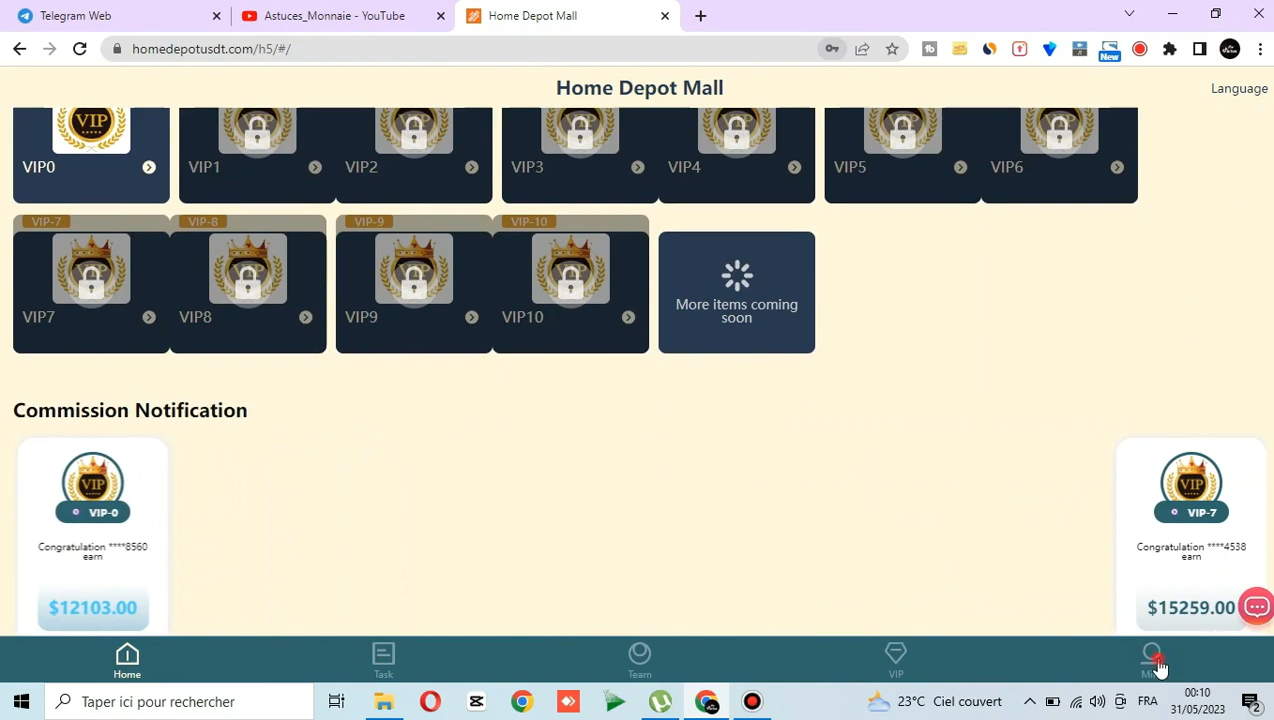 Telegram Web
Astuces_Monnaie - YouTube
Home Depot Mall
homedepotusdt.com/h5/#/
New
Home Depot Mall
Language
VIP
VIP0
VIP1
VIP2
VIP3
VIP4
VIP5
VIP6
VIP-7
VIP-8
VIP-9
VIP-10
VIP7
VIP8
VIP9
VIP10
More items coming
soon
Commission Notification
VIP
VIP-0
Congratulation ****8560
earn
$12103.00
VIP
VIP-7
Congratulation ****4538
earn
$15259.00
Home
Task
Team
VIP
Taper ici pour rechercher
23°C Ciel couvert
FRA
00:10
31/05/2023
2